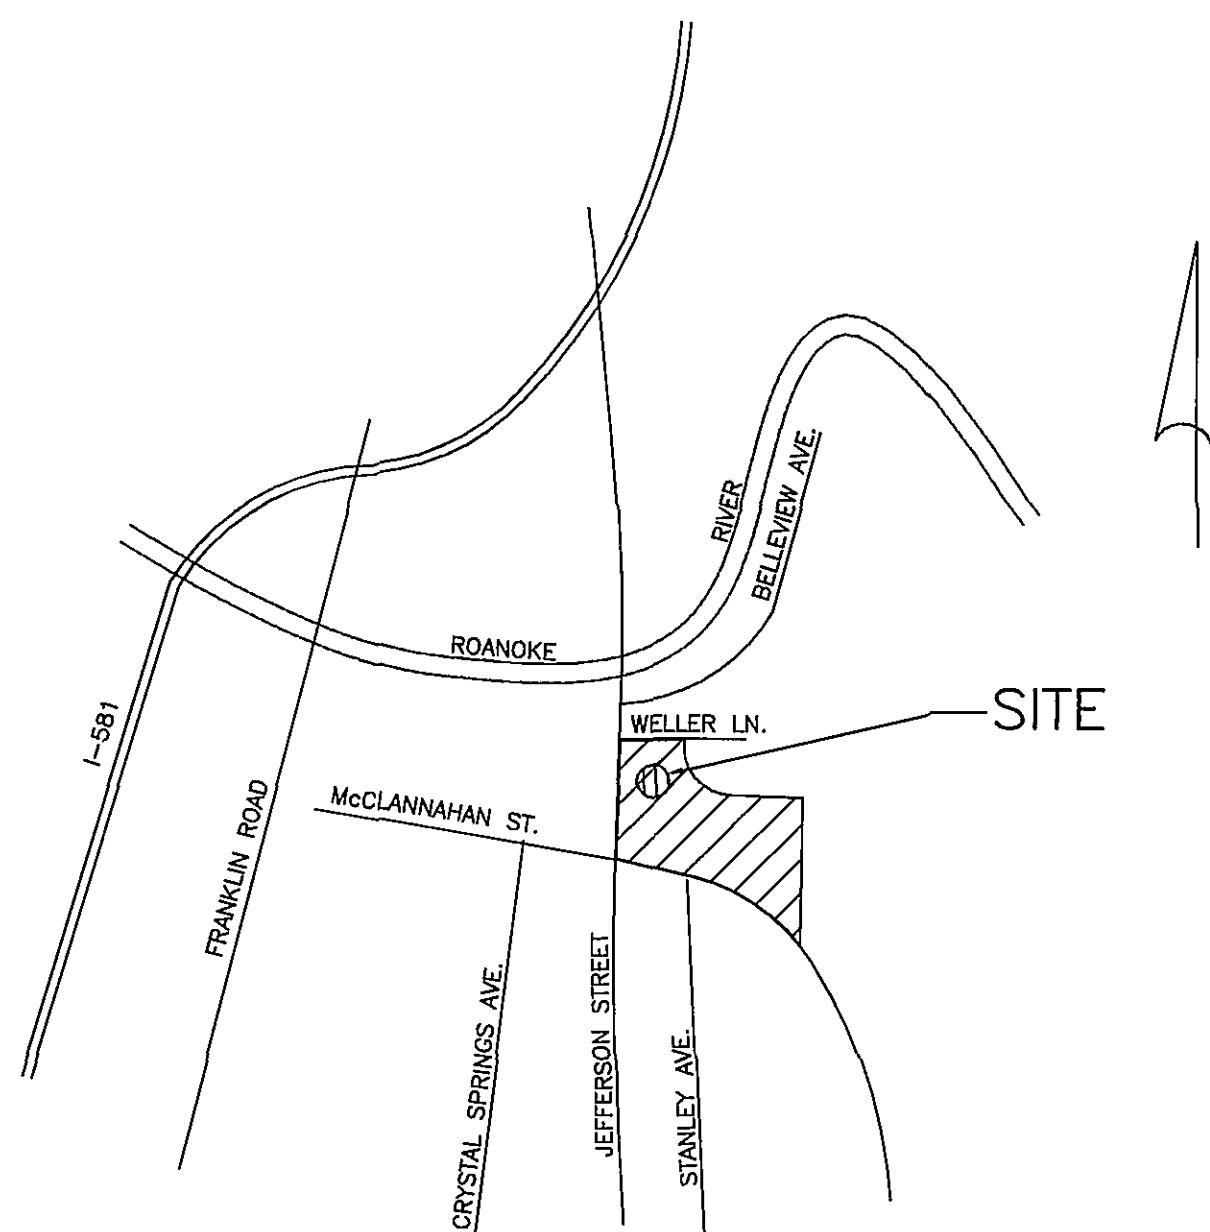 RIVER
BELLEVIEW AVE.
ROANOKE
SITE
WELLER LN.
I-581
McCLANNAHAN ST.
FRANKLIN ROAD
CRYSTAL SPRINGS AVE.
JEFFERSON STREET
STANLEY AVE.